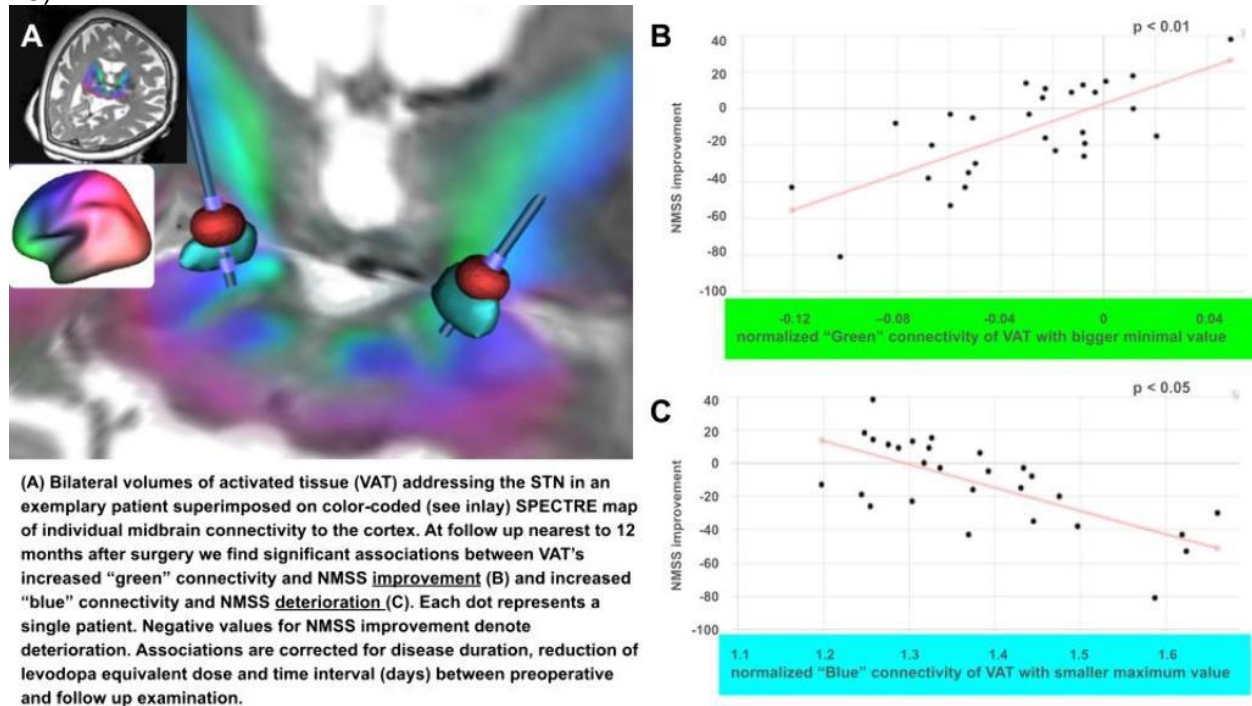 A
(A) Bilateral volumes of activated tissue (VAT) addressing the STN in an
exemplary patient superimposed on color-coded (see inlay) SPECTRE map
of individual midbrain connectivity to the cortex. At follow up nearest to 12
months after surgery we find significant associations between VAT's
increased “green” connectivity and NMSS improvement (B) and increased
“blue” connectivity and NMSS deterioration (C). Each dot represents a
single patient. Negative values for NMSS improvement denote
deterioration. Associations are corrected for disease duration, reduction of
levodopa equivalent dose and time interval (days) between preoperative
and follow up examination.
B
p < 0.01
NMSS improvement
40
20
0
-20
-40
-60
-80
-100
-0.12 -0.08 -0.04 0 0.04
normalized “Green” connectivity of VAT with bigger minimal value
C
p < 0.05
NMSS improvement
40
20
0
-20
-40
-60
-80
-100
1.1 1.2 1.3 1.4 1.5 1.6
normalized “Blue” connectivity of VAT with smaller maximum value